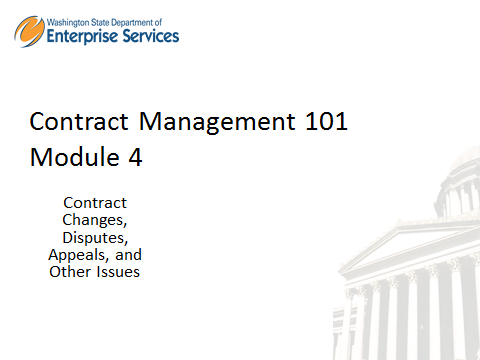 Washington State Department of
Enterprise Services
Contract Management 101
Module 4
Contract
Changes,
Disputes,
Appeals, and
Other Issues